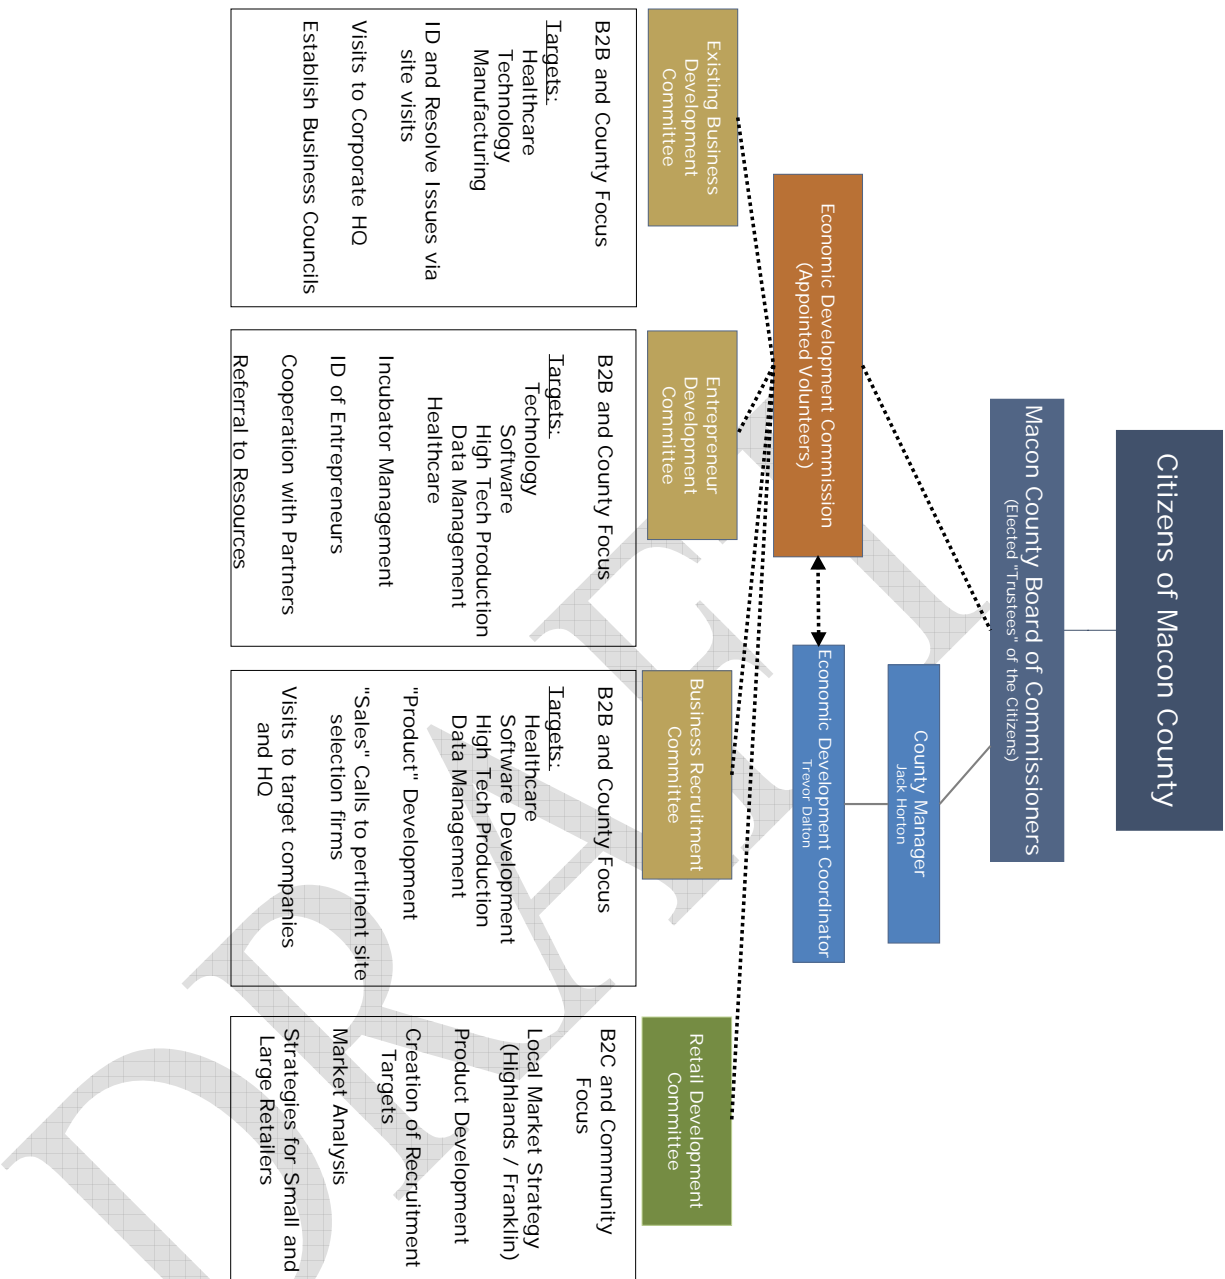 Citizens of Macon County
Macon County Board of Commissioners
(Elected "Trustees" of the Citizens)
County Manager
Jack Horton
Economic Development Commission
(Appointed Volunteers)
Economic Development Coordinator
Trevor Dalton
Existing Business
Development
Committee
Entrepreneur
Development
Committee
Business Recruitment
Committee
Retail Development
Committee
B2B and County Focus
Targets:
Healthcare
Technology
Manufacturing
ID and Resolve Issues via
site visits
Visits to Corporate HQ
Establish Business Councils
B2B and County Focus
Targets:
Technology
Software
High Tech Production
Data Management
Healthcare
Incubator Management
ID of Entrepreneurs
Cooperation with Partners
Referral to Resources
B2B and County Focus
Targets:
Healthcare
Software Development
High Tech Production
Data Management
"Product" Development
"Sales" Calls to pertinent site
selection firms
Visits to target companies
and HQ
B2C and Community
Focus
Local Market Strategy
(Highlands / Franklin)
Product Development
Creation of Recruitment
Targets
Market Analysis
Strategies for Small and
Large Retailers
DRAFT